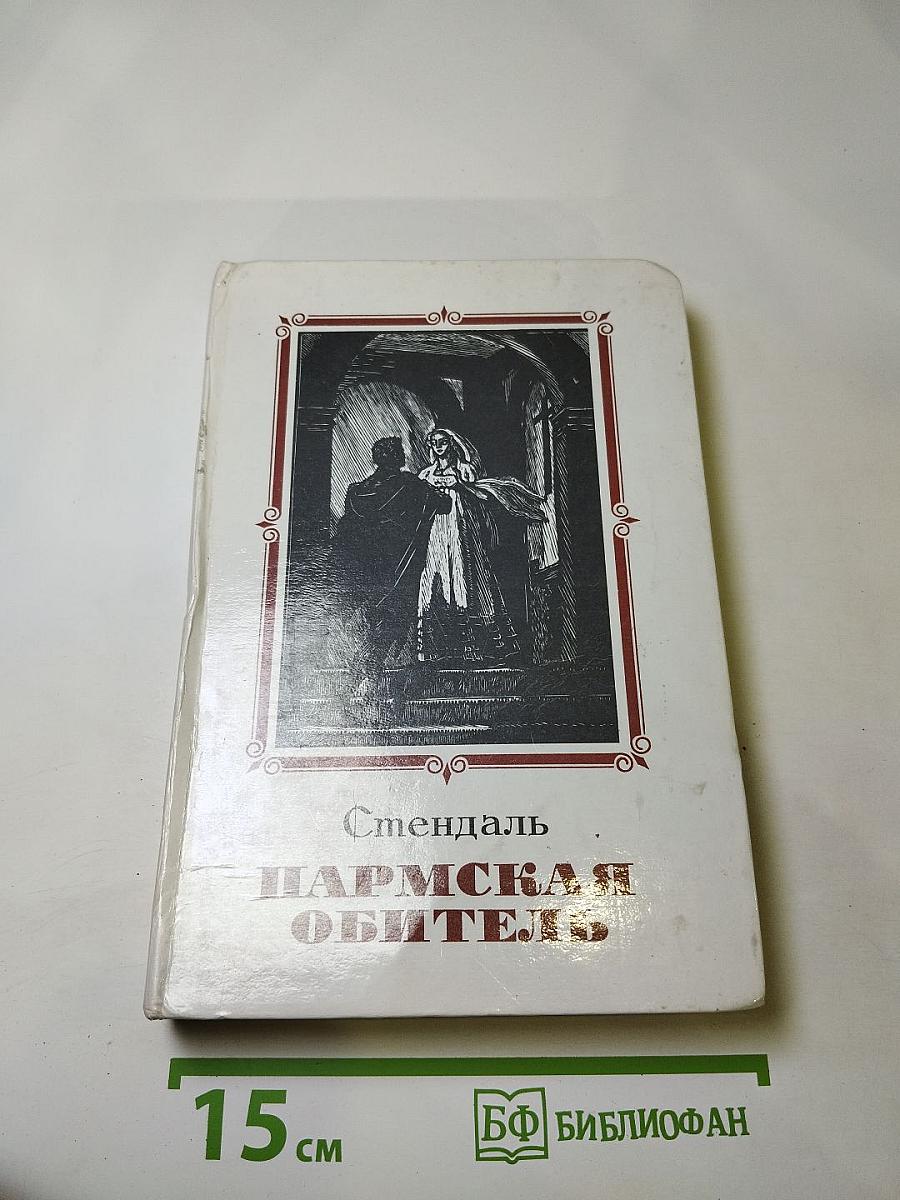 Стендаль
ПАРМСКАЯ
ОБИТЕЛЬ
15 см
БФ БИБЛИОФАН